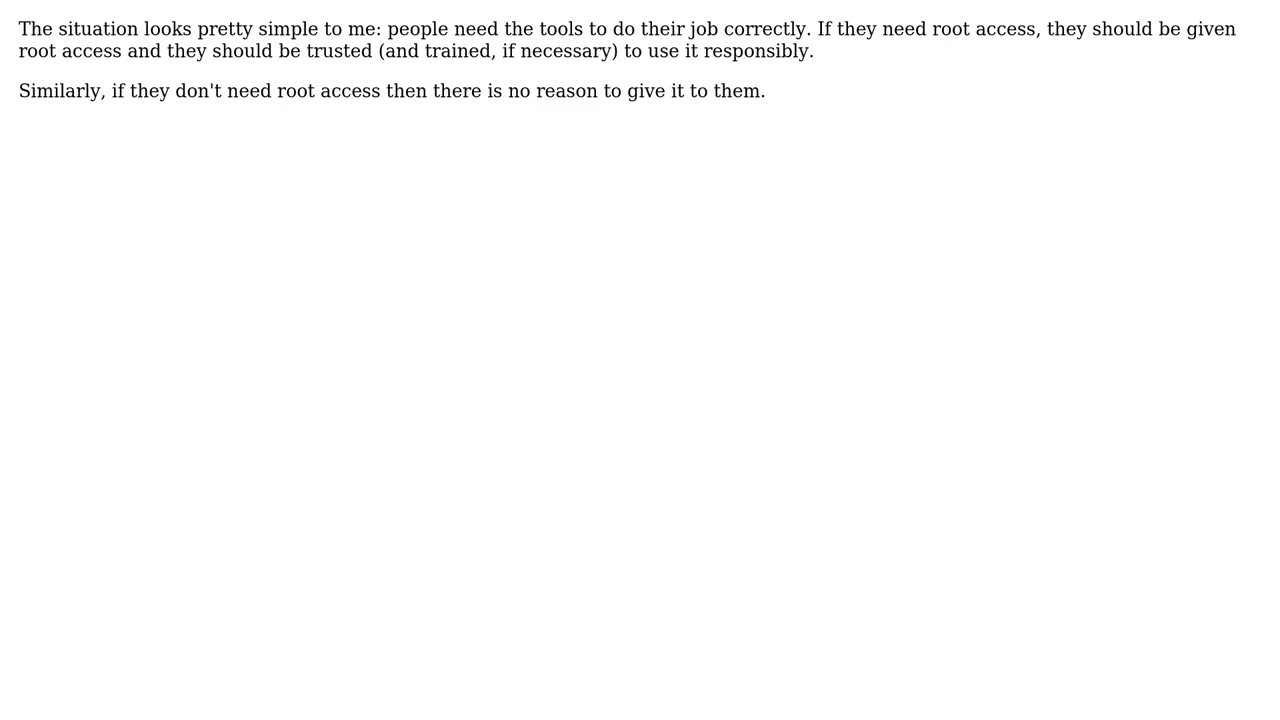 The situation looks pretty simple to me: people need the tools to do their job correctly. If they need root access, they should be given
root access and they should be trusted (and trained, if necessary) to use it responsibly.
Similarly, if they don't need root access then there is no reason to give it to them.